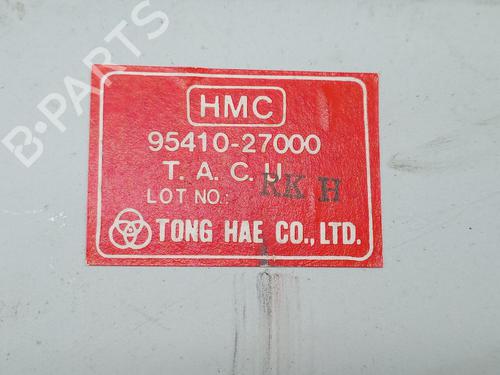 B-PARTS
HMC
95410-27000
T. A. C. U
LOT NO.: RK H
TONG HAE CO., LTD.